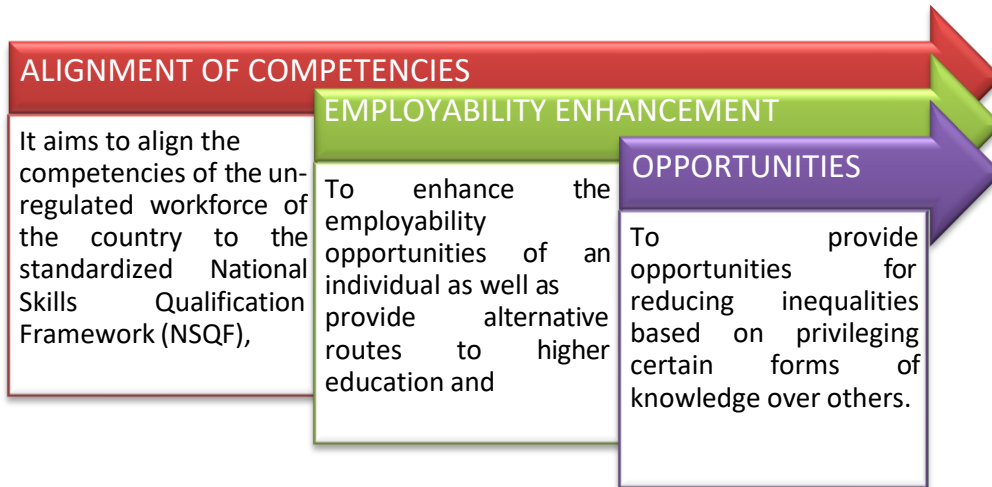 ALIGNMENT OF COMPETENCIES
It aims to align the
competencies of the un-
regulated workforce of
the country to the
standardized National
Skills Qualification
Framework (NSQF),
EMPLOYABILITY ENHANCEMENT
To enhance the
employability
opportunities of an
individual as well as
provide alternative
routes to higher
education and
OPPORTUNITIES
To provide
opportunities for
reducing inequalities
based on privileging
certain forms of
knowledge over others.